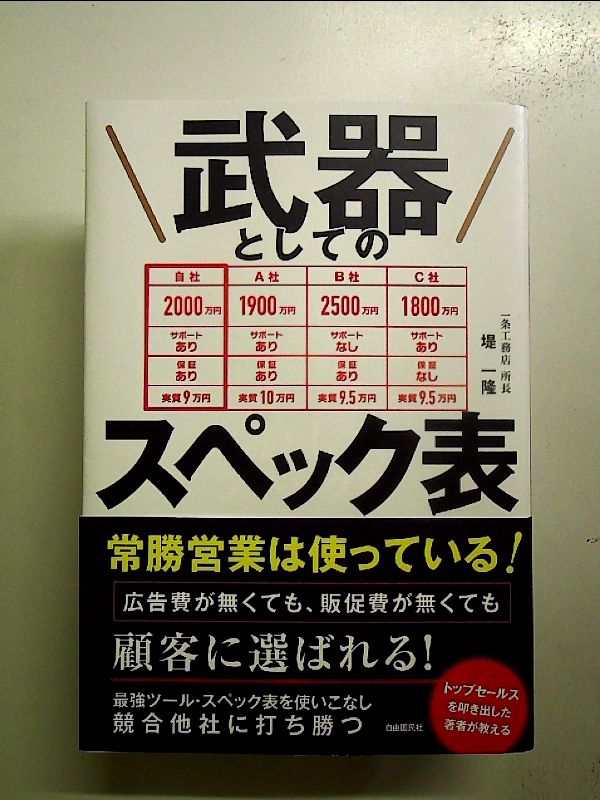 武器
としての
自社 A社 B社 C社
2000万円 1900万円 2500万円 1800万円
サポートあり サポートあり サポートなし サポートあり
保証あり 保証あり 保証あり 保証なし
実質9万円 実質10万円 実質9.5万円 実質9.5万円
一条工務店 所長
堤 一隆
スペック表
常勝営業は使っている!
広告費が無くても、販促費が無くても
顧客に選ばれる!
最強ツール・スペック表を使いこなし
競合他社に打ち勝つ
自由国民社
トップセールス
を叩き出した
著者が教える